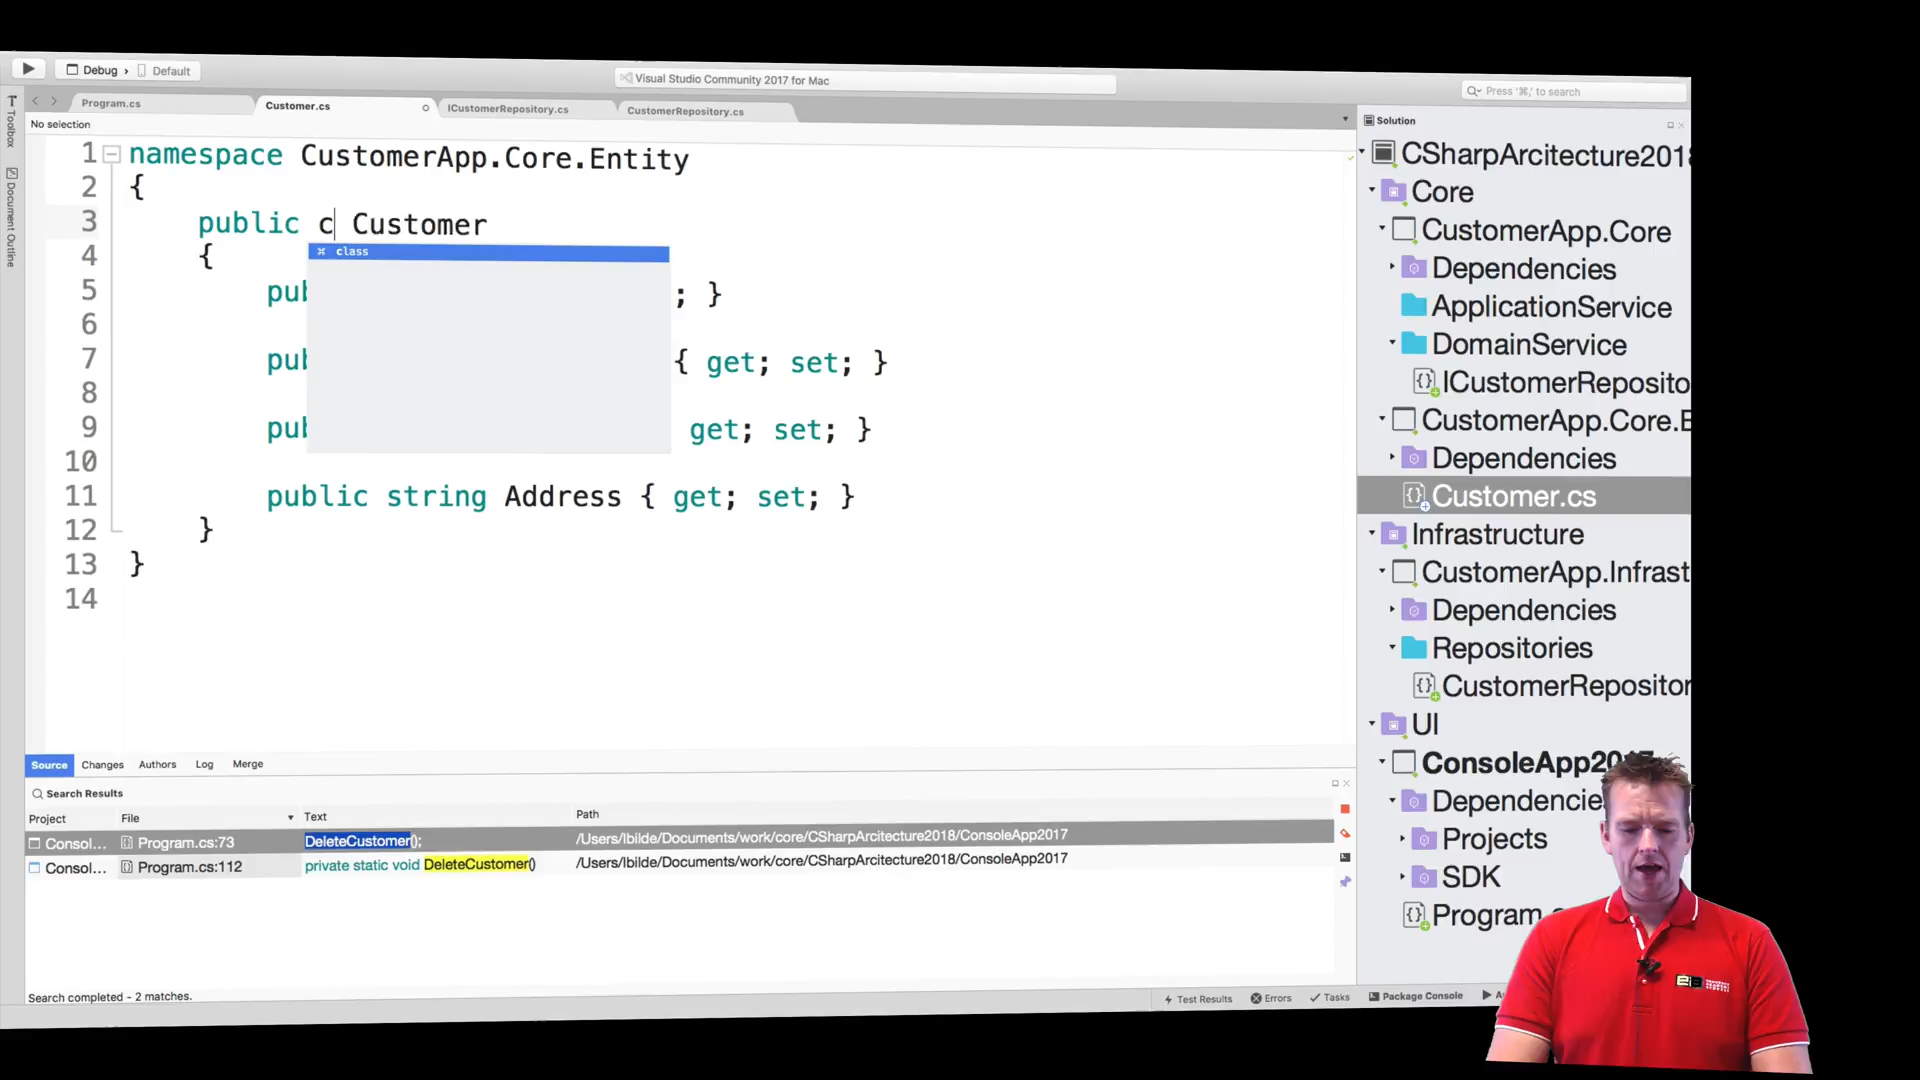 Debug › Default
Visual Studio Community 2017 for Mac
Press '⌘,' to search
Program.cs
Customer.cs
ICustomerRepository.cs
CustomerRepository.cs
No selection
Toolbox
Document Outline
1 namespace CustomerApp.Core.Entity
2 {
3 public c Customer
class
4 {
5 pub ; }
6
7 pub { get; set; }
8
9 pub get; set; }
10
11 public string Address { get; set; }
12 }
13 }
14
Solution
CSharpArcitecture201
Core
CustomerApp.Core
Dependencies
ApplicationService
DomainService
ICustomerReposito
CustomerApp.Core.E
Dependencies
Customer.cs
Infrastructure
CustomerApp.Infrast
Dependencies
Repositories
CustomerRepositor
UI
ConsoleApp2017
Dependencie
Projects
SDK
Program.
Source Changes Authors Log Merge
Search Results
Project File Text Path
Consol... Program.cs:73 DeleteCustomer(); /Users/lbilde/Documents/work/core/CSharpArcitecture2018/ConsoleApp2017
Consol... Program.cs:112 private static void DeleteCustomer() /Users/lbilde/Documents/work/core/CSharpArcitecture2018/ConsoleApp2017
Search completed - 2 matches.
Test Results Errors Tasks Package Console